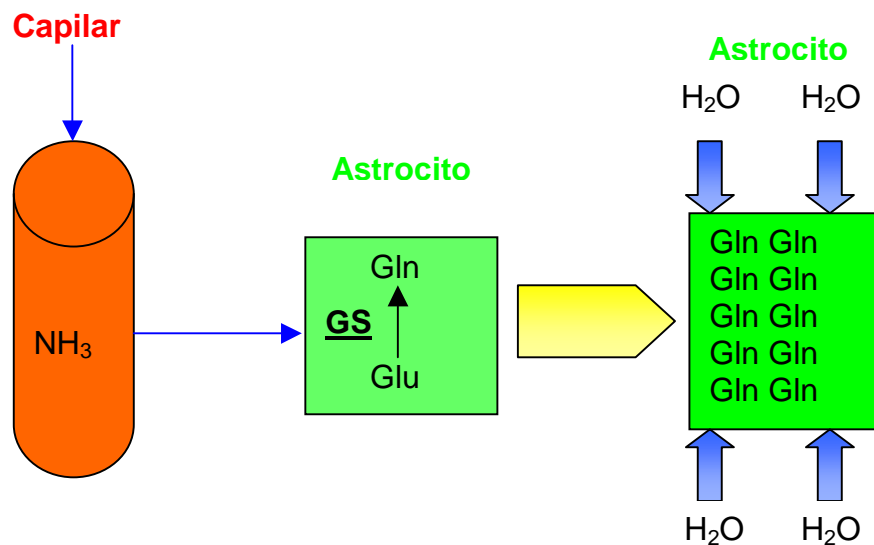 Capilar
NH₃
Astrocito
Gln
GS
Glu
Astrocito
H₂O H₂O
Gln Gln
Gln Gln
Gln Gln
Gln Gln
Gln Gln
H₂O H₂O